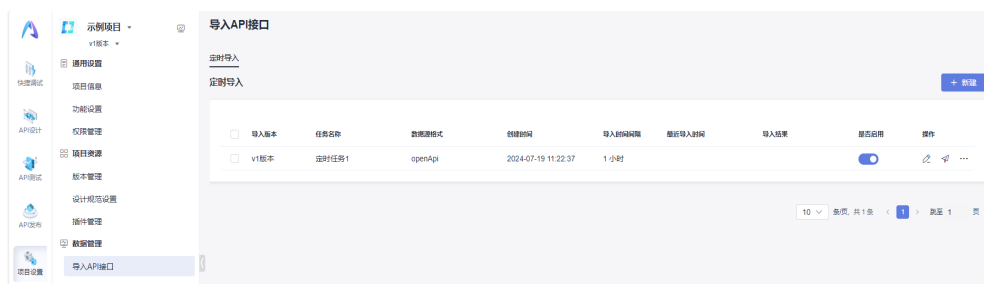 示例项目
v1版本
快捷测试
API设计
API测试
API发布
项目设置
通用设置
项目信息
功能设置
权限管理
项目资源
版本管理
设计规范设置
插件管理
数据管理
导入API接口
导入API接口
定时导入
定时导入
+ 新建
导入版本 任务名称 数据源格式 创建时间 导入时间间隔 最近导入时间 导入结果 是否启用 操作
v1版本 定时任务1 openApi 2024-07-19 11:22:37 1 小时
10 条/页, 共 1 条 < 1 > 跳至 1 页